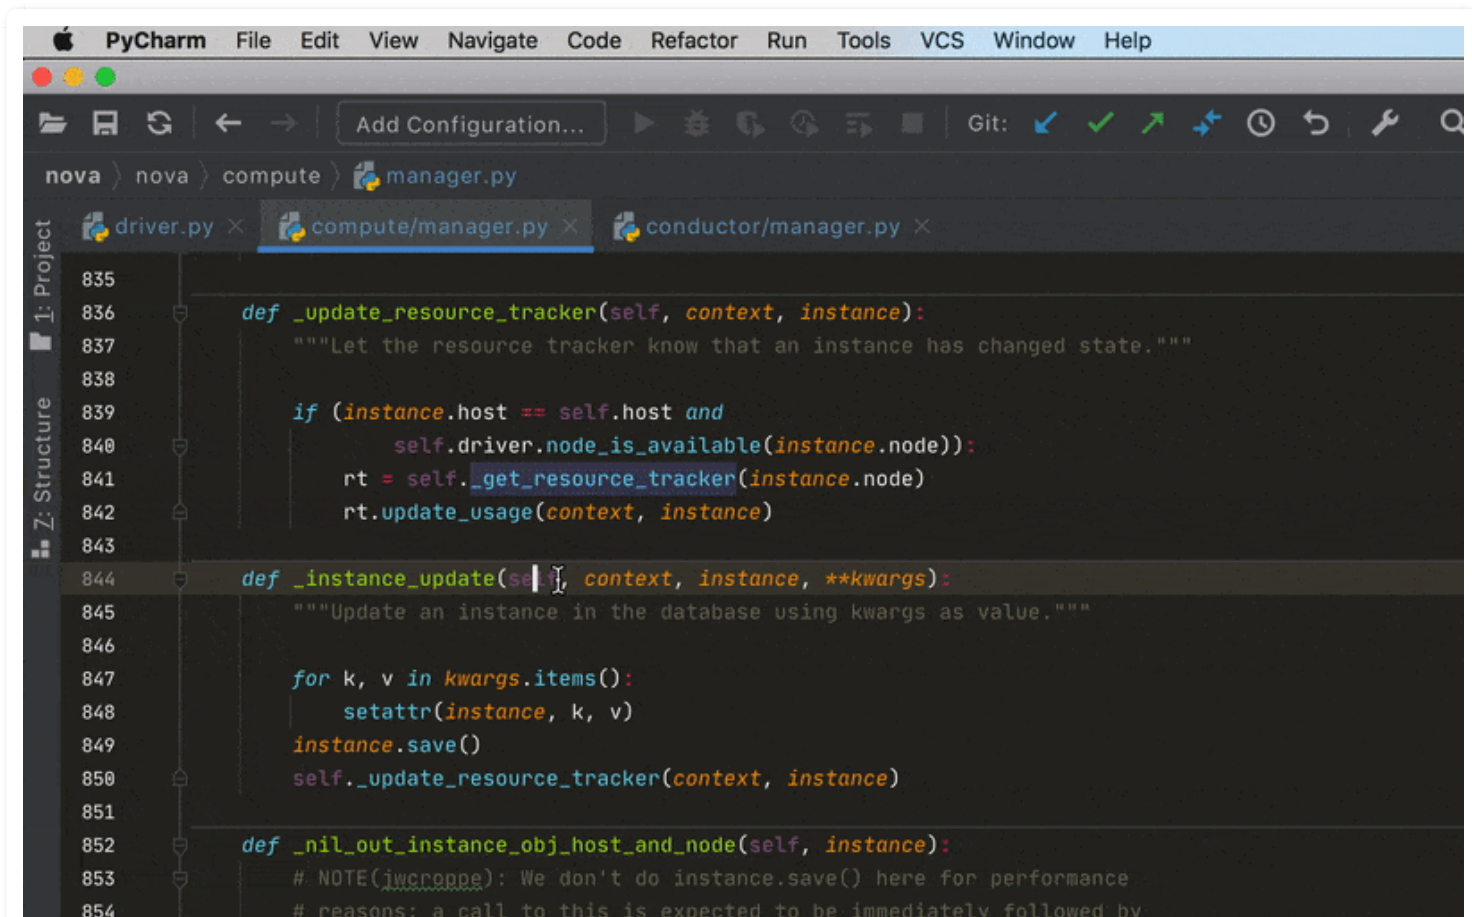 PyCharm File Edit View Navigate Code Refactor Run Tools VCS Window Help
Add Configuration... Git:
nova nova compute manager.py
driver.py compute/manager.py conductor/manager.py
1: Project
Z: Structure
835
836 def _update_resource_tracker(self, context, instance):
837 """Let the resource tracker know that an instance has changed state."""
838
839 if (instance.host == self.host and
840 self.driver.node_is_available(instance.node)):
841 rt = self._get_resource_tracker(instance.node)
842 rt.update_usage(context, instance)
843
844 def _instance_update(self, context, instance, **kwargs):
845 """Update an instance in the database using kwargs as value."""
846
847 for k, v in kwargs.items():
848 setattr(instance, k, v)
849 instance.save()
850 self._update_resource_tracker(context, instance)
851
852 def _nil_out_instance_obj_host_and_node(self, instance):
853 # NOTE(jwcroppe): We don't do instance.save() here for performance
854 # reasons; a call to this is expected to be immediately followed by